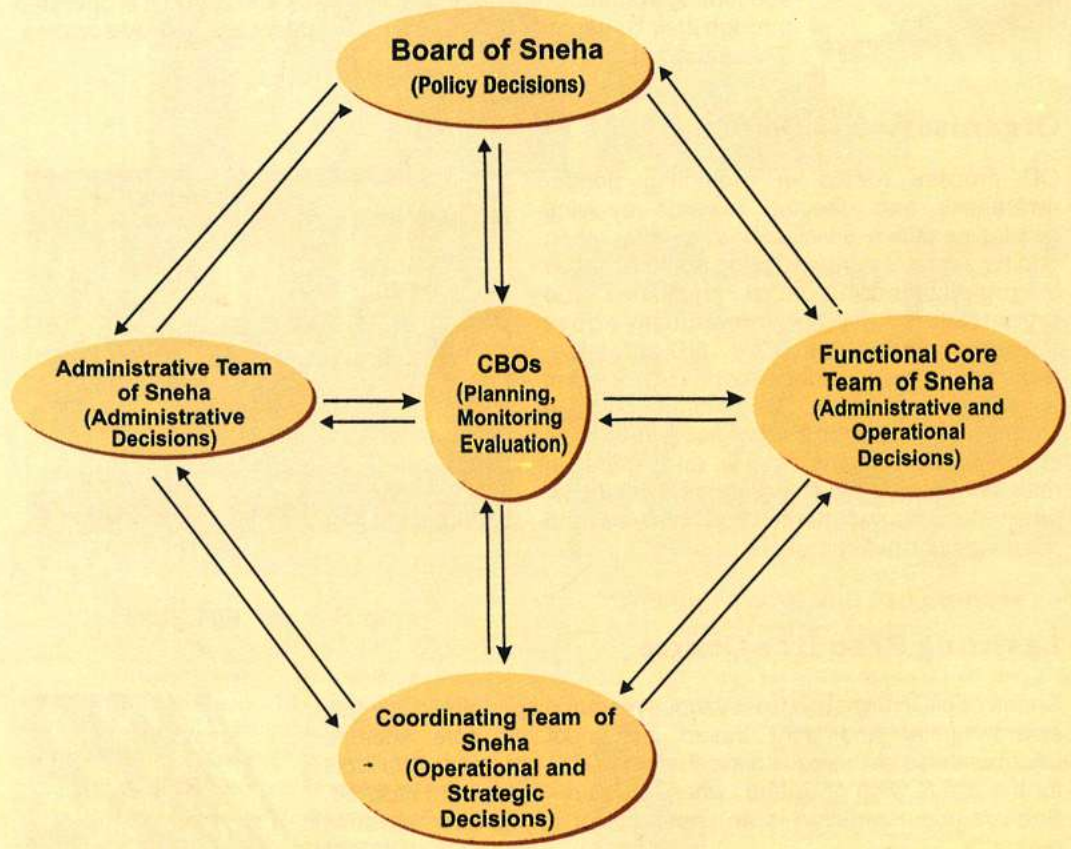 Board of Sneha
(Policy Decisions)
Administrative Team
of Sneha
(Administrative
Decisions)
CBOs
(Planning,
Monitoring
Evaluation)
Functional Core
Team of Sneha
(Administrative and
Operational
Decisions)
Coordinating Team of
Sneha
(Operational and
Strategic
Decisions)